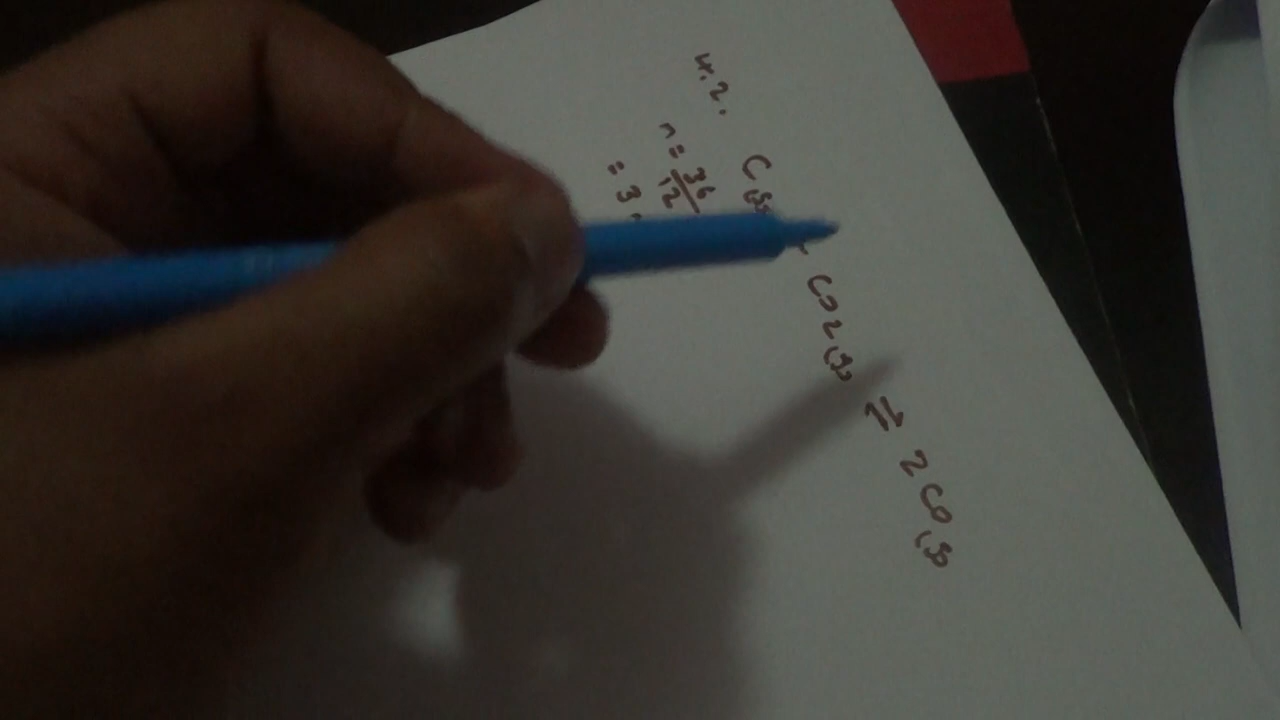 4.2. C(g) + CO2(g) ⇌ 2CO(g)
n = 36/12
= 3